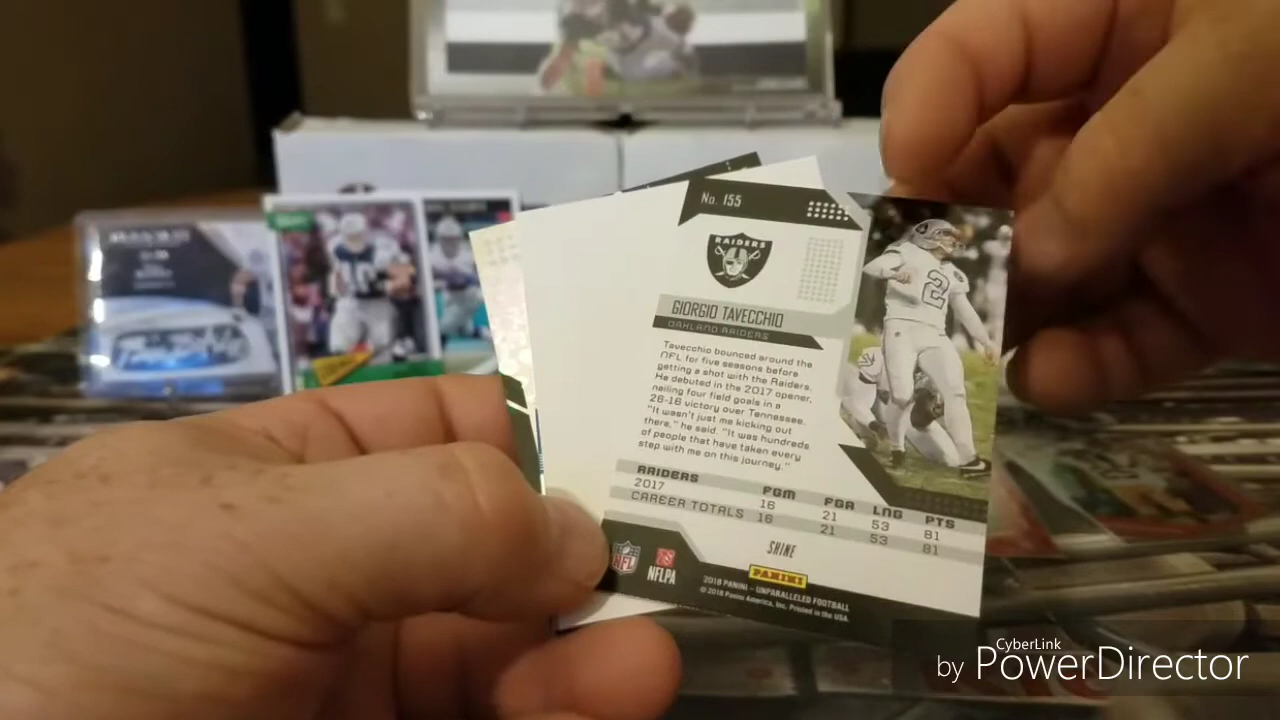 No. 155
RAIDERS
2
GIORGIO TAVECCHIO
OAKLAND RAIDERS
Tavecchio bounced around the
NFL for five seasons before
getting a shot with the Raiders.
He debuted in the 2017 opener,
nailing four field goals in a
26-16 victory over Tennessee.
"It wasn't just me kicking out
there," he said. "It was hundreds
of people that have taken every
step with me on this journey."
RAIDERS FGM FGA LNG PTS
2017 16 21 53 81
CAREER TOTALS 16 21 53 81
SHINE
NFL
NFLPA
PANINI
2018 PANINI - UNPARALLELED FOOTBALL
© 2018 Panini America, Inc. Printed in the USA.
10
CyberLink
by PowerDirector